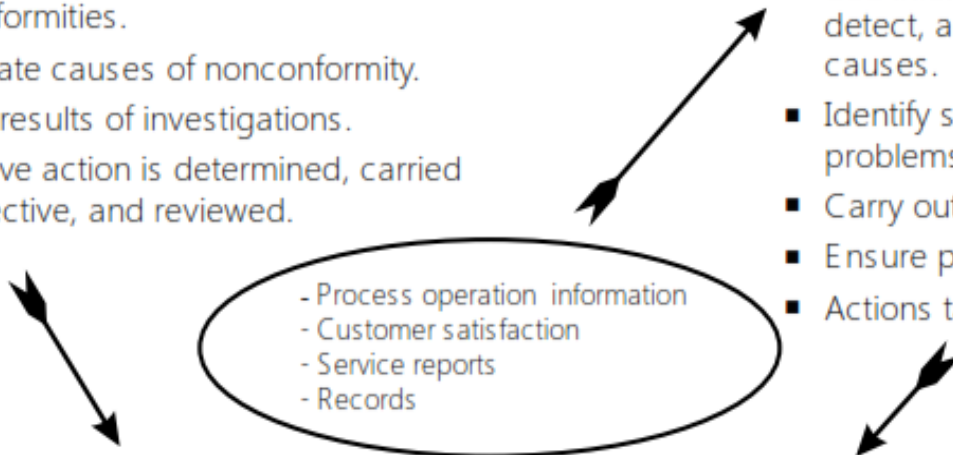 formities.
ate causes of nonconformity.
results of investigations.
ve action is determined, carried
ective, and reviewed.
detect, a
causes.
▪ Identify s
problems
▪ Carry out
▪ Ensure p
▪ Actions t
- Process operation information
- Customer satisfaction
- Service reports
- Records